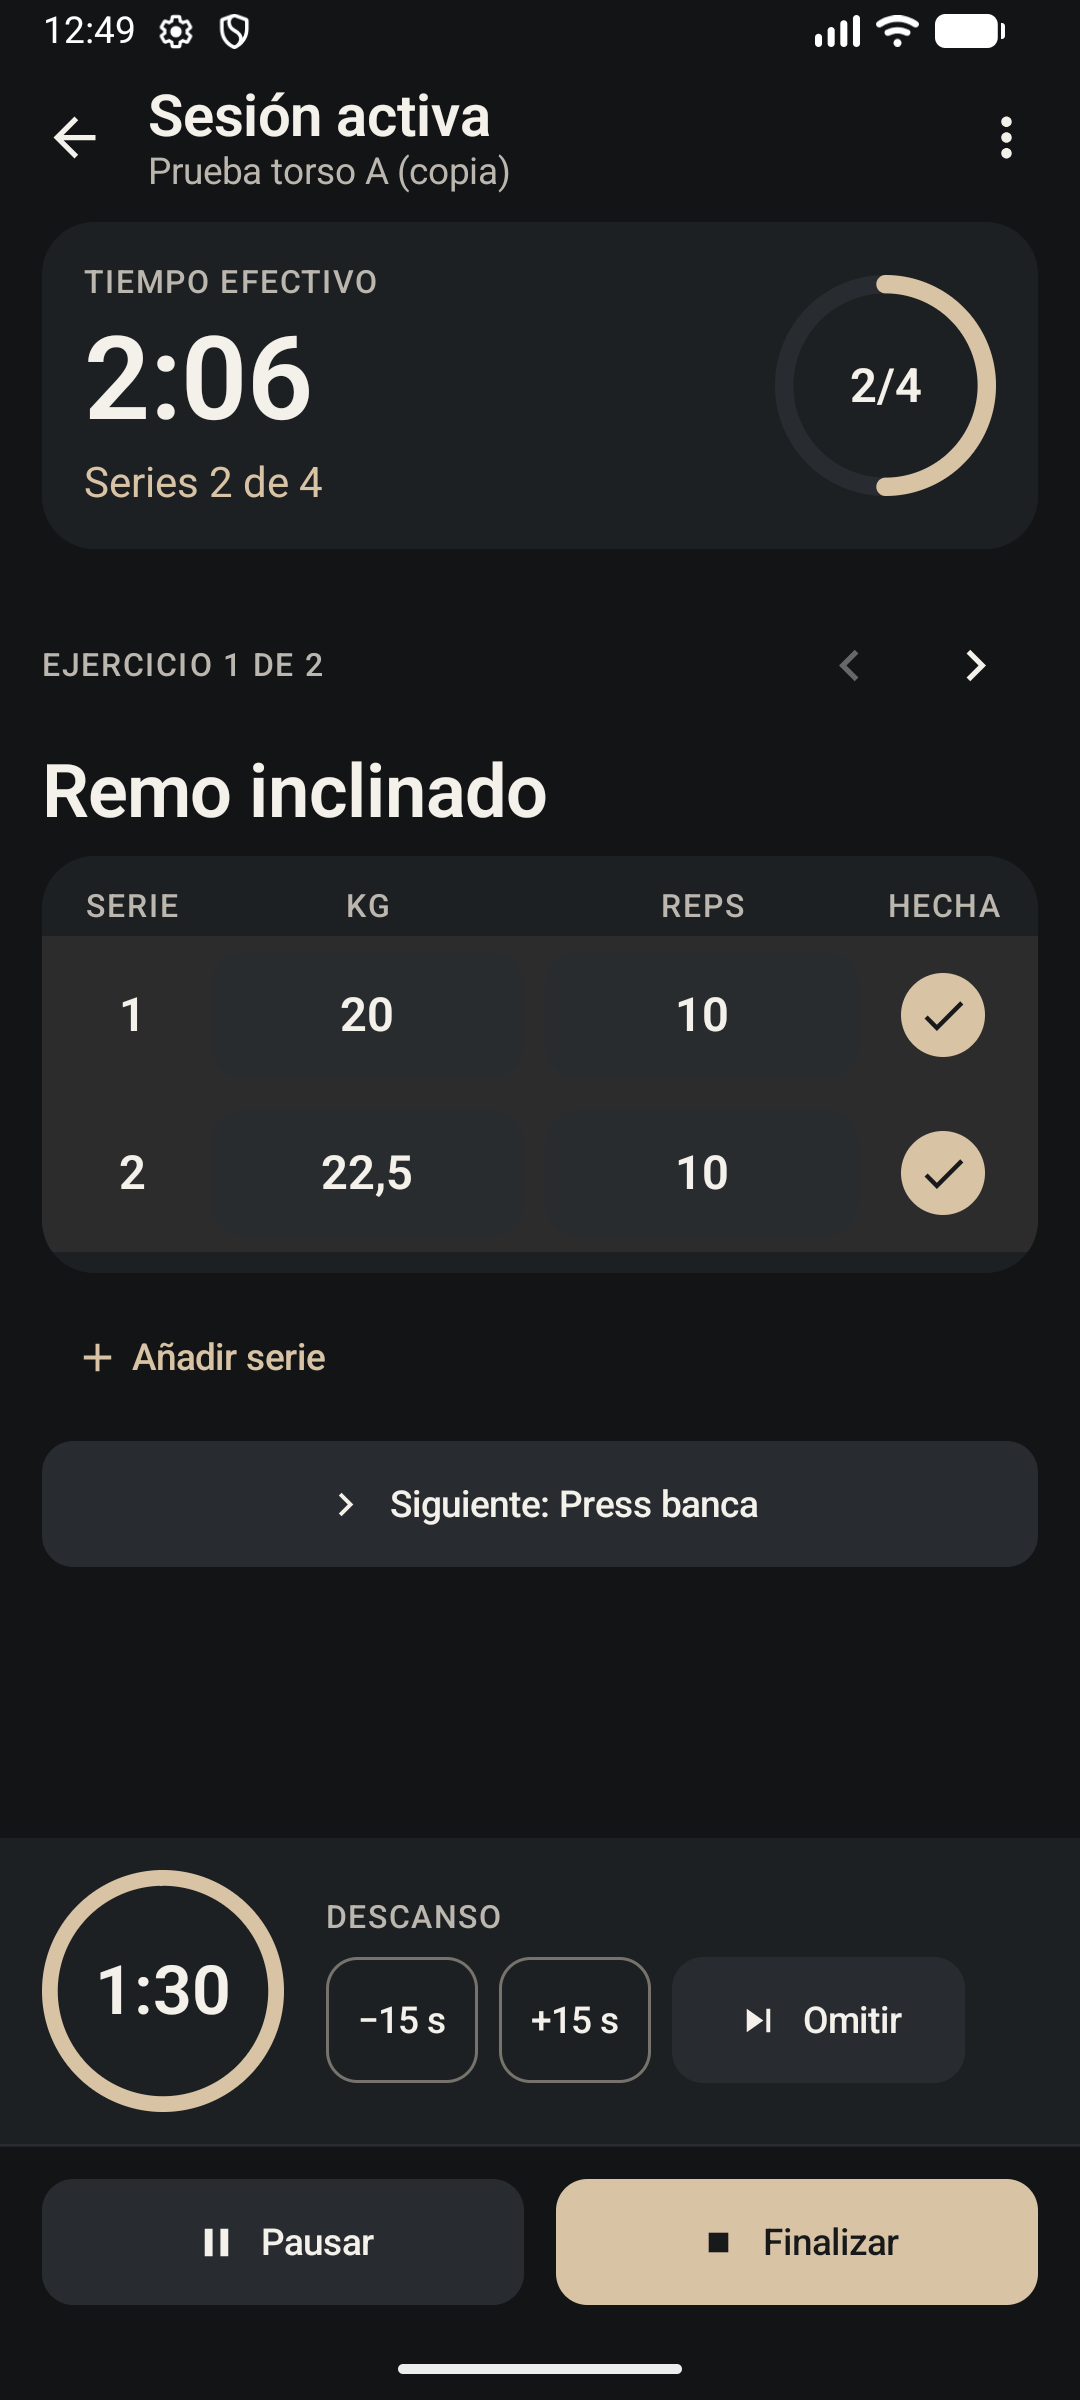 12:49
Sesión activa
Prueba torso A (copia)
TIEMPO EFECTIVO
2:06
Series 2 de 4
2/4
EJERCICIO 1 DE 2
Remo inclinado
SERIE KG REPS HECHA
1 20 10
2 22,5 10
+ Añadir serie
Siguiente: Press banca
1:30
DESCANSO
−15 s +15 s Omitir
Pausar Finalizar